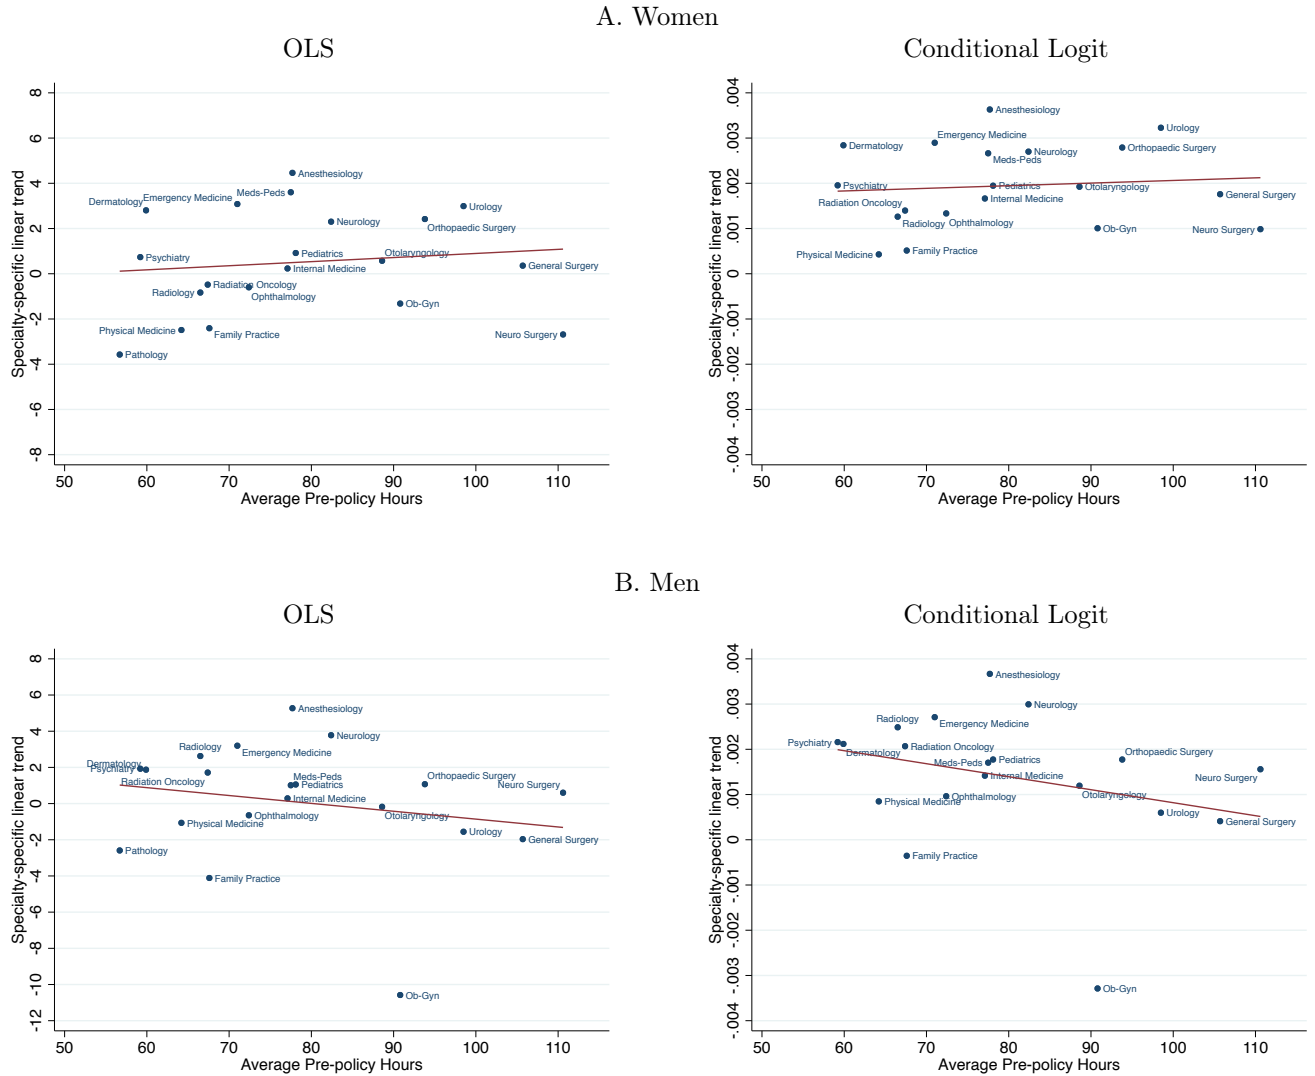 A. Women
OLS
Specialty-specific linear trend
8
6
4
2
0
-2
-4
-6
-8
Anesthesiology
Meds-Peds
Emergency Medicine
Dermatology
Urology
Neurology
Orthopaedic Surgery
Psychiatry
Pediatrics
Otolaryngology
Internal Medicine
General Surgery
Radiation Oncology
Radiology
Ophthalmology
Ob-Gyn
Physical Medicine
Family Practice
Neuro Surgery
Pathology
50 60 70 80 90 100 110
Average Pre-policy Hours
Conditional Logit
Specialty-specific linear trend
.004
.003
.002
.001
0
-.001
-.002
-.003
-.004
Anesthesiology
Urology
Emergency Medicine
Dermatology
Neurology
Orthopaedic Surgery
Meds-Peds
Psychiatry
Pediatrics
Otolaryngology
Internal Medicine
General Surgery
Radiation Oncology
Radiology
Ophthalmology
Ob-Gyn
Neuro Surgery
Physical Medicine
Family Practice
50 60 70 80 90 100 110
Average Pre-policy Hours
B. Men
OLS
Specialty-specific linear trend
8
6
4
2
0
-2
-4
-6
-8
-10
-12
Anesthesiology
Neurology
Radiology
Emergency Medicine
Dermatology
Psychiatry
Radiation Oncology
Meds-Peds
Pediatrics
Orthopaedic Surgery
Neuro Surgery
Internal Medicine
Ophthalmology
Otolaryngology
Physical Medicine
Urology
General Surgery
Pathology
Family Practice
Ob-Gyn
50 60 70 80 90 100 110
Average Pre-policy Hours
Conditional Logit
Specialty-specific linear trend
.004
.003
.002
.001
0
-.001
-.002
-.003
-.004
Anesthesiology
Neurology
Radiology
Emergency Medicine
Psychiatry
Dermatology
Radiation Oncology
Meds-Peds
Pediatrics
Orthopaedic Surgery
Internal Medicine
Neuro Surgery
Otolaryngology
Ophthalmology
Physical Medicine
Urology
General Surgery
Family Practice
Ob-Gyn
50 60 70 80 90 100 110
Average Pre-policy Hours